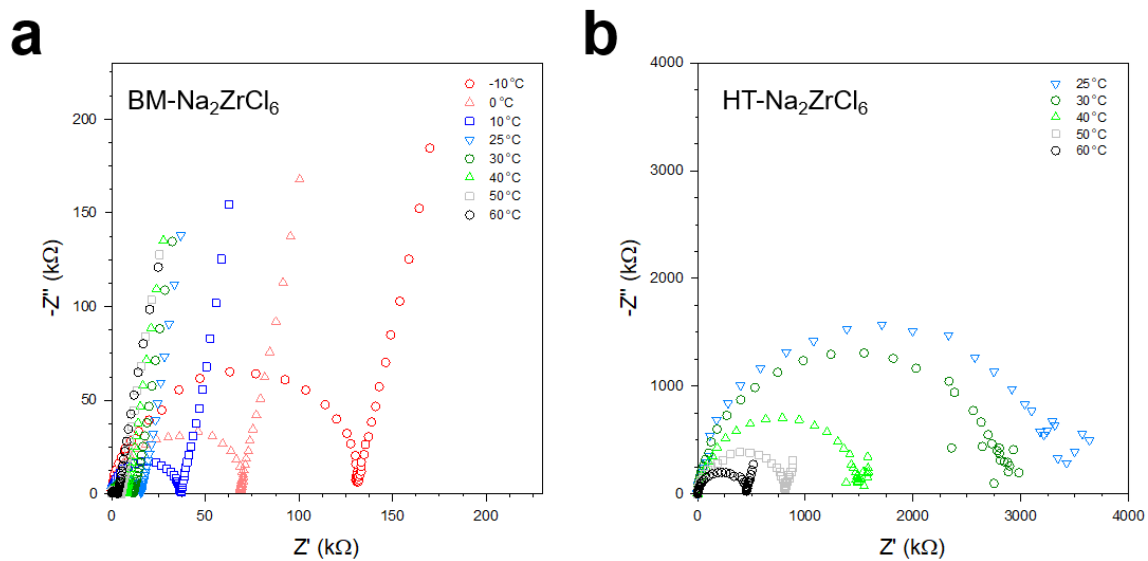 a
BM-Na₂ZrCl₆
-10°C
0°C
10°C
25°C
30°C
40°C
50°C
60°C
200
150
100
50
0
-Z'' (kΩ)
0
50
100
150
200
Z' (kΩ)
b
HT-Na₂ZrCl₆
25°C
30°C
40°C
50°C
60°C
4000
3000
2000
1000
0
-Z'' (kΩ)
0
1000
2000
3000
4000
Z' (kΩ)